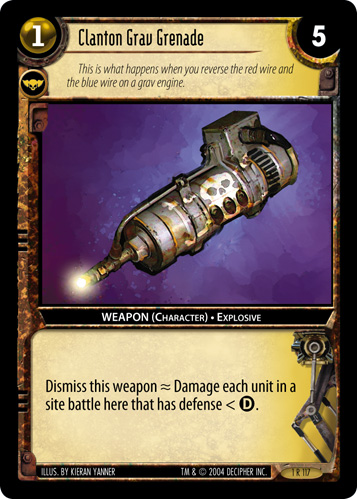 1 Clanton Grav Grenade 5
This is what happens when you reverse the red wire and
the blue wire on a grav engine.
WEAPON (CHARACTER) • EXPLOSIVE
Dismiss this weapon ≈ Damage each unit in a
site battle here that has defense < D.
ILLUS. BY KIERAN YANNER TM & © 2004 DECIPHER INC. 1 R 117